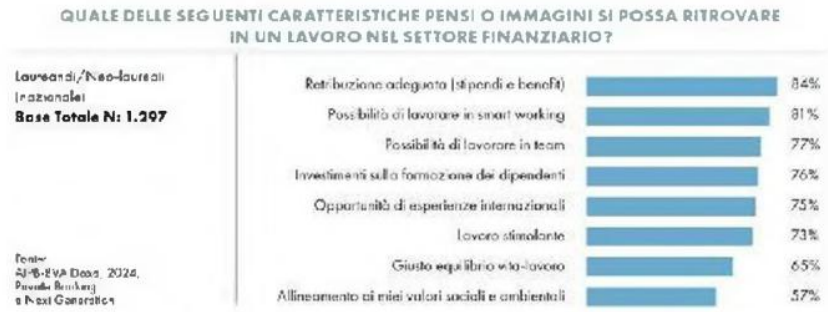 QUALE DELLE SEGUENTI CARATTERISTICHE PENSI O IMMAGINI SI POSSA RITROVARE
IN UN LAVORO NEL SETTORE FINANZIARIO?
Laureandi/Neo-laureati
(nazionale)
Base Totale N: 1.297
Retribuzione adeguata (stipendi e benefit) 84%
Possibilità di lavorare in smart working 81%
Possibilità di lavorare in team 77%
Investimenti sulla formazione dei dipendenti 76%
Opportunità di esperienze internazionali 75%
Lavoro stimolante 73%
Giusto equilibrio vita-lavoro 65%
Allineamento ai miei valori sociali e ambientali 57%
Fonte:
AIPB-BVA Doxa, 2024,
Private Banking
e Next Generation